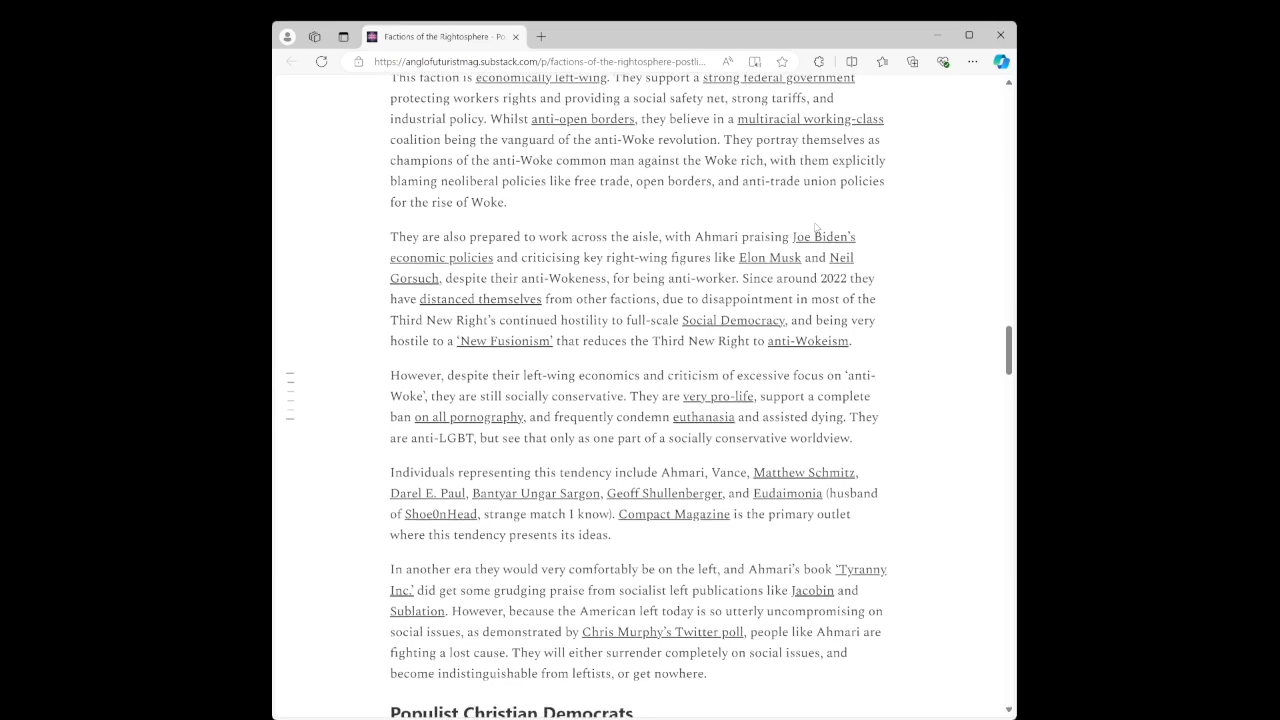 Factions of the Rightosphere - Po
https://anglofuturistmag.substack.com/p/factions-of-the-rightosphere-postli...
This faction is economically left-wing. They support a strong federal government
protecting workers rights and providing a social safety net, strong tariffs, and
industrial policy. Whilst anti-open borders, they believe in a multiracial working-class
coalition being the vanguard of the anti-Woke revolution. They portray themselves as
champions of the anti-Woke common man against the Woke rich, with them explicitly
blaming neoliberal policies like free trade, open borders, and anti-trade union policies
for the rise of Woke.
They are also prepared to work across the aisle, with Ahmari praising Joe Biden's
economic policies and criticising key right-wing figures like Elon Musk and Neil
Gorsuch, despite their anti-Wokeness, for being anti-worker. Since around 2022 they
have distanced themselves from other factions, due to disappointment in most of the
Third New Right's continued hostility to full-scale Social Democracy, and being very
hostile to a 'New Fusionism' that reduces the Third New Right to anti-Wokeism.
However, despite their left-wing economics and criticism of excessive focus on 'anti-
Woke', they are still socially conservative. They are very pro-life, support a complete
ban on all pornography, and frequently condemn euthanasia and assisted dying. They
are anti-LGBT, but see that only as one part of a socially conservative worldview.
Individuals representing this tendency include Ahmari, Vance, Matthew Schmitz,
Darel E. Paul, Bantyar Ungar Sargon, Geoff Shullenberger, and Eudaimonia (husband
of Shoe0nHead, strange match I know). Compact Magazine is the primary outlet
where this tendency presents its ideas.
In another era they would very comfortably be on the left, and Ahmari's book 'Tyranny
Inc.' did get some grudging praise from socialist left publications like Jacobin and
Sublation. However, because the American left today is so utterly uncompromising on
social issues, as demonstrated by Chris Murphy's Twitter poll, people like Ahmari are
fighting a lost cause. They will either surrender completely on social issues, and
become indistinguishable from leftists, or get nowhere.
Populist Christian Democrats